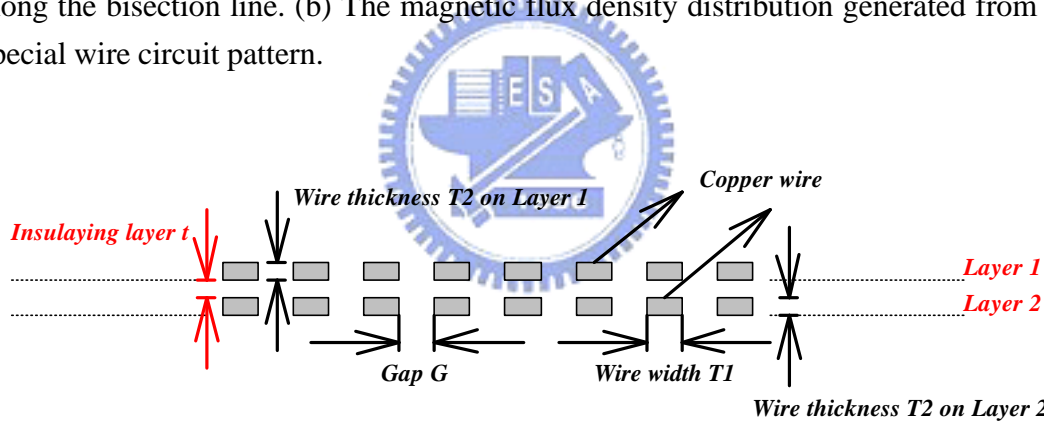 ong the bisection line. (b) The magnetic flux density distribution generated from
pecial wire circuit pattern.
ESA
Copper wire
Wire thickness T2 on Layer 1
Insulaying layer t
Layer 1
Layer 2
Gap G
Wire width T1
Wire thickness T2 on Layer 2